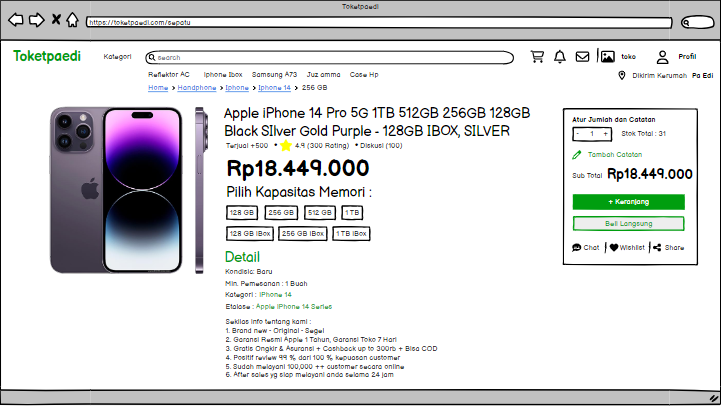 Toketpaedi
https://toketpaedi.com/sepatu
Toketpaedi
Kategori
search
toko
Profil
Reflektor AC
Iphone Ibox
Samsung A73
Juz amma
Case Hp
Dikirim Kerumah Pa Edi
Home > Handphone > Iphone > Iphone 14 > 256 GB
Apple iPhone 14 Pro 5G 1TB 512GB 256GB 128GB
Black SIlver Gold Purple - 128GB IBOX, SILVER
Terjual +500 • 4.9 (300 Rating) • Diskusi (100)
Rp18.449.000
Pilih Kapasitas Memori :
128 GB
256 GB
512 GB
1 TB
128 GB IBox
256 GB IBox
1 TB IBox
Detail
Kondisic: Baru
Min. Pemesanan : 1 Buah
Kategori : iPhone 14
Etalase : Apple iPhone 14 Series
Sekilas info tentang kami :
1. Brand new - Original - Segel
2. Garansi Resmi Apple 1 Tahun, Garansi Toko 7 Hari
3. Gratis Ongkir & Asuransi + Cashback up to 300rb + Bisa COD
4. Positif review 99 % dari 100 % kepuasan customer
5. Sudah melayani 100,000 ++ customer secara online
6. After sales yg siap melayani anda selama 24 jam
Atur Jumlah dan Catatan
- 1 +
Stok Total : 31
Tambah Catatan
Sub Total Rp18.449.000
+ Keranjang
Beli Langsung
Chat
Wishlist
Share